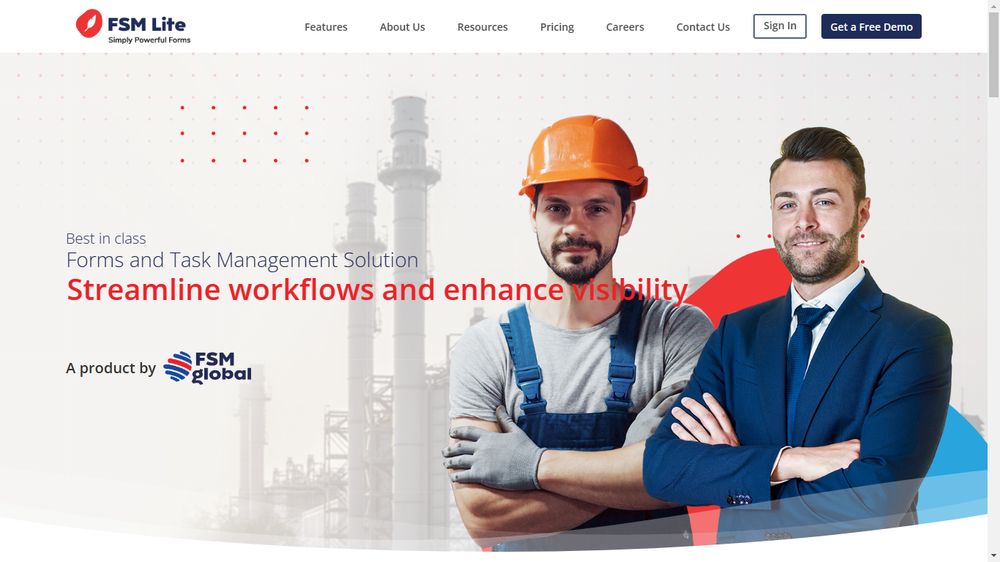 FSM Lite
Simply Powerful Forms
Features
About Us
Resources
Pricing
Careers
Contact Us
Sign In
Get a Free Demo
Best in class
Forms and Task Management Solution
Streamline workflows and enhance visibility
A product by
FSM
global